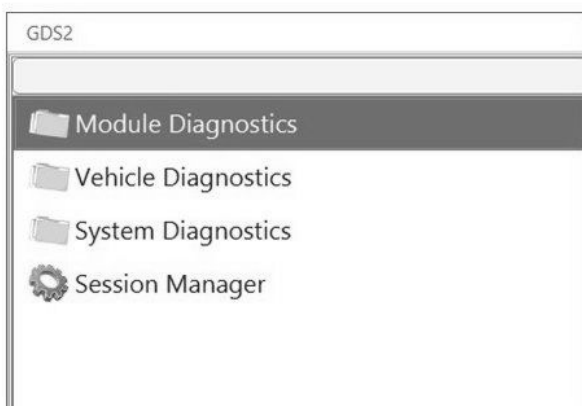 GDS2
Module Diagnostics
Vehicle Diagnostics
System Diagnostics
Session Manager